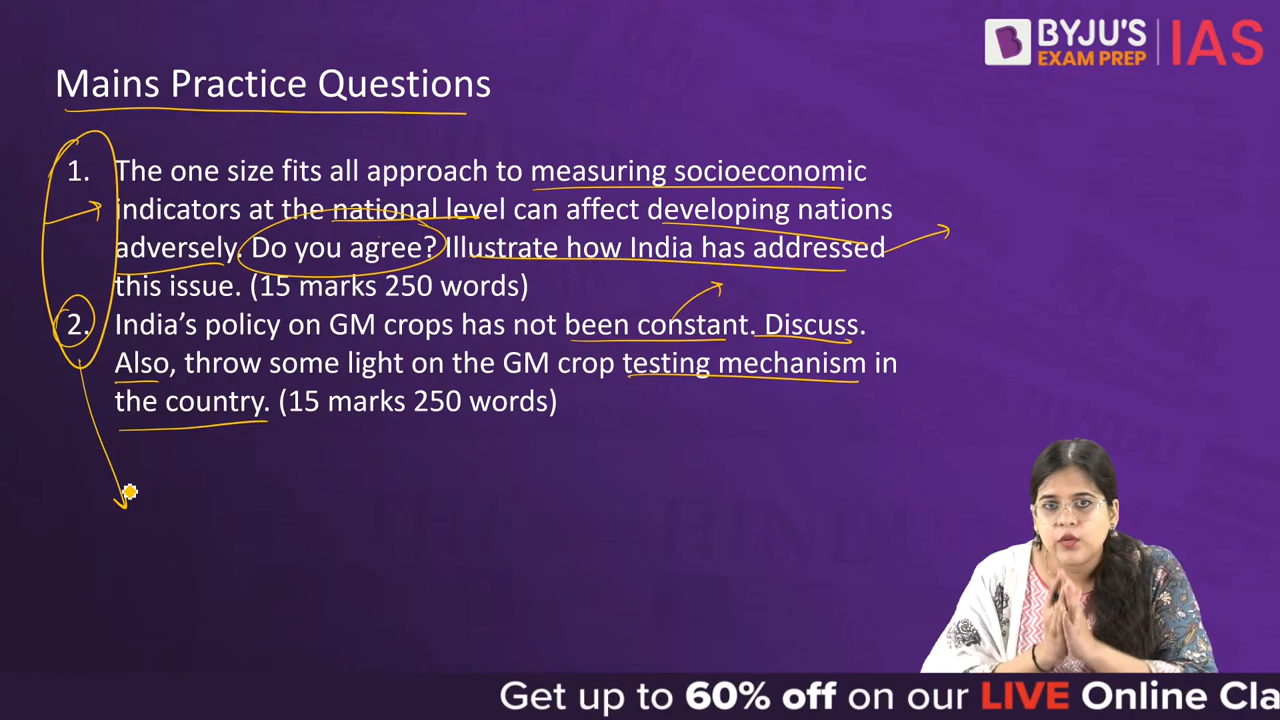 BYJU'S
EXAM PREP
IAS
Mains Practice Questions
1. The one size fits all approach to measuring socioeconomic
indicators at the national level can affect developing nations
adversely. Do you agree? Illustrate how India has addressed
this issue. (15 marks 250 words)
2. India's policy on GM crops has not been constant. Discuss.
Also, throw some light on the GM crop testing mechanism in
the country. (15 marks 250 words)
Get up to 60% off on our LIVE Online Cla